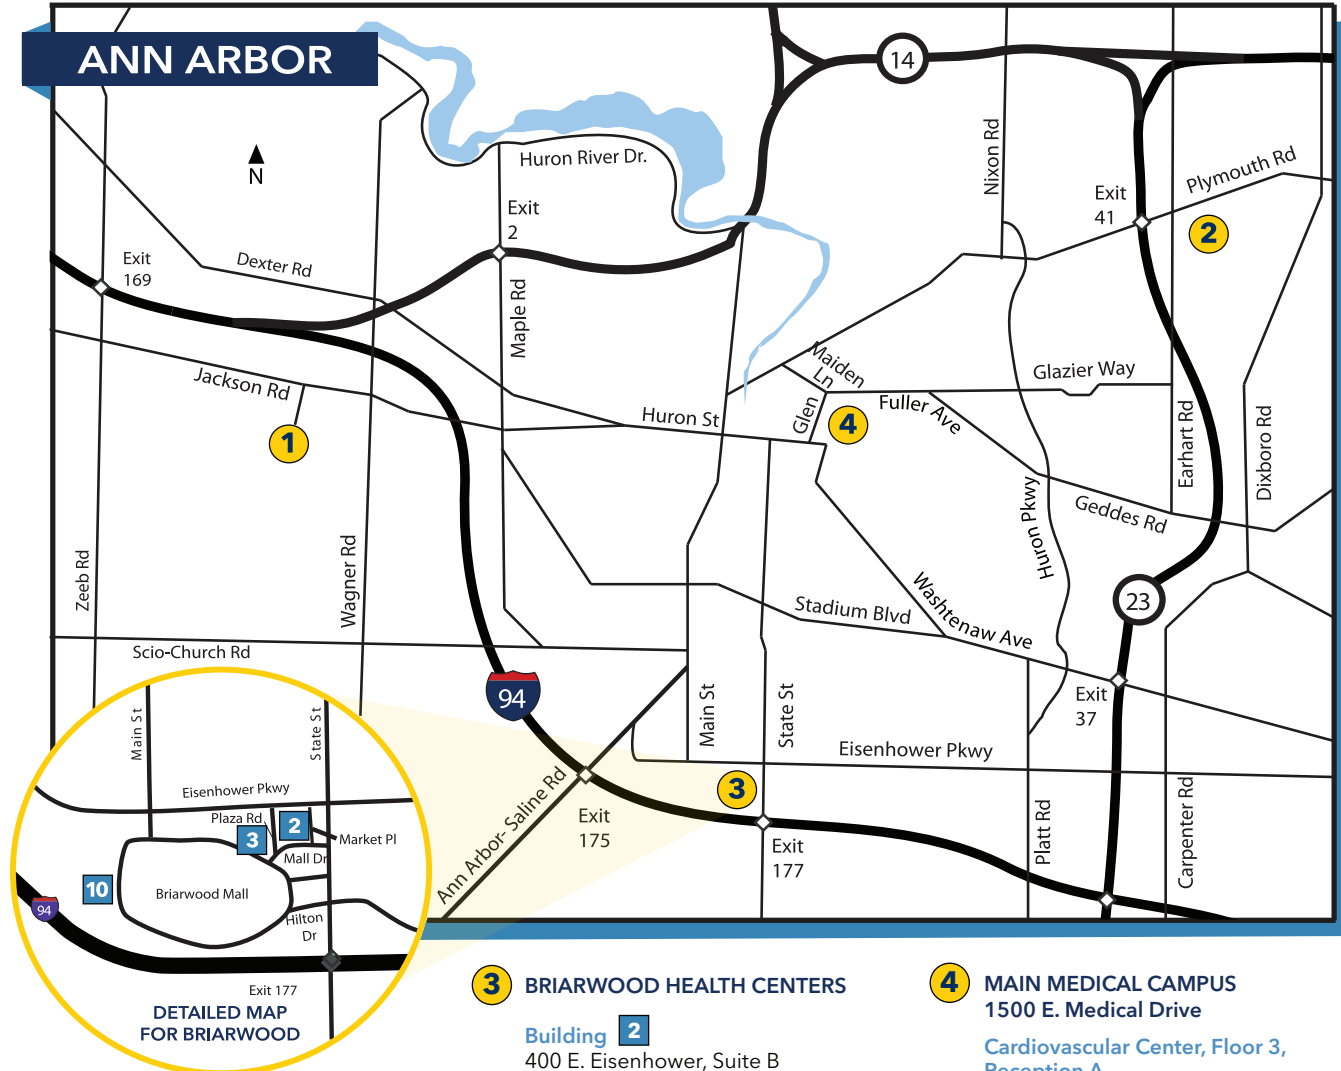 ANN ARBOR
14
N
Huron River Dr.
Nixon Rd
Plymouth Rd
Exit
41
2
Exit
2
Exit
169
Dexter Rd
Maple Rd
Jackson Rd
1
Huron St
Maiden
Ln
Glen
4
Fuller Ave
Glazier Way
Earhart Rd
Dixboro Rd
Geddes Rd
Huron Pkwy
Zeeb Rd
Wagner Rd
Stadium Blvd
Washtenaw Ave
23
Scio-Church Rd
94
Main St
State St
Exit
37
Eisenhower Pkwy
3
Ann Arbor- Saline Rd
Exit
175
Exit
177
Platt Rd
Carpenter Rd
Main St
State St
Eisenhower Pkwy
Plaza Rd
2
3
Market Pl
Mall Dr
10
Briarwood Mall
94
Hilton
Dr
Exit 177
DETAILED MAP
FOR BRIARWOOD
3 BRIARWOOD HEALTH CENTERS
Building 2
400 E. Eisenhower, Suite B
4 MAIN MEDICAL CAMPUS
1500 E. Medical Drive
Cardiovascular Center, Floor 3,
Reception A